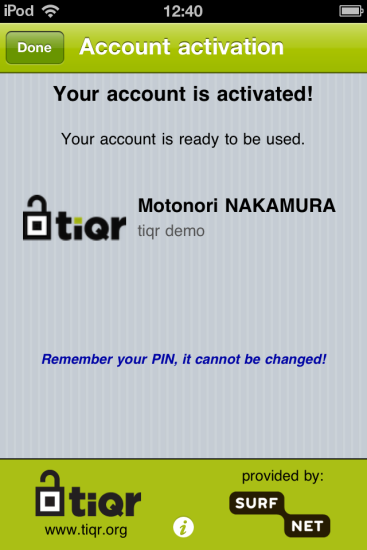 iPod 12:40
Done Account activation
Your account is activated!
Your account is ready to be used.
tiqr Motonori NAKAMURA
tiqr demo
Remember your PIN, it cannot be changed!
tiqr
www.tiqr.org
i
provided by:
SURF
NET